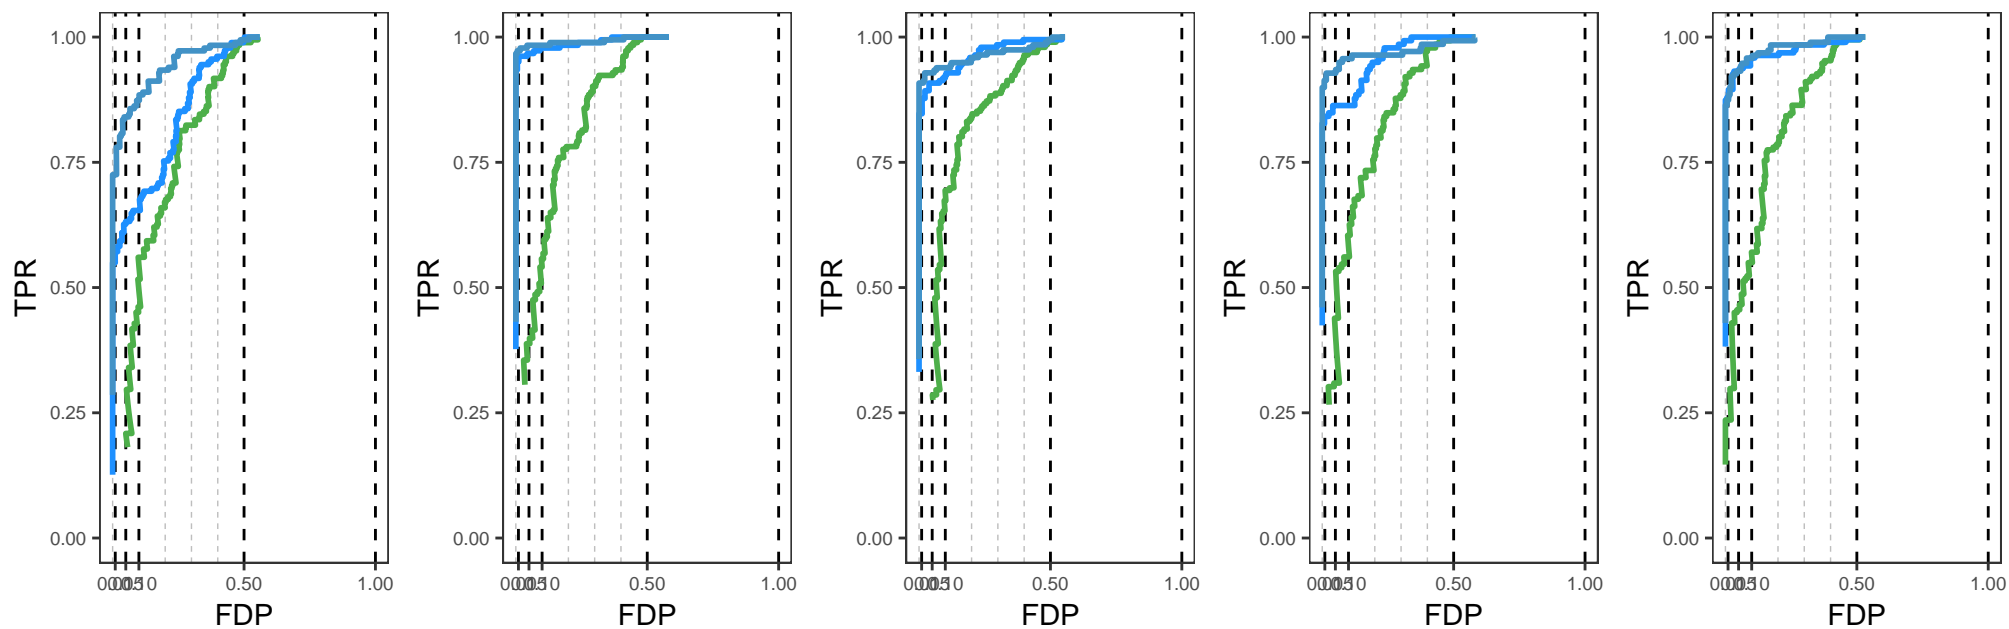 1.00 1.00 1.00 1.00 1.00
0.75 0.75 0.75 0.75 0.75
TPR TPR TPR TPR TPR
0.50 0.50 0.50 0.50 0.50
0.25 0.25 0.25 0.25 0.25
0.00 0.00 0.00 0.00 0.00
0.50 1.00 0.50 1.00 0.50 1.00 0.50 1.00 0.50 1.00
FDP FDP FDP FDP FDP